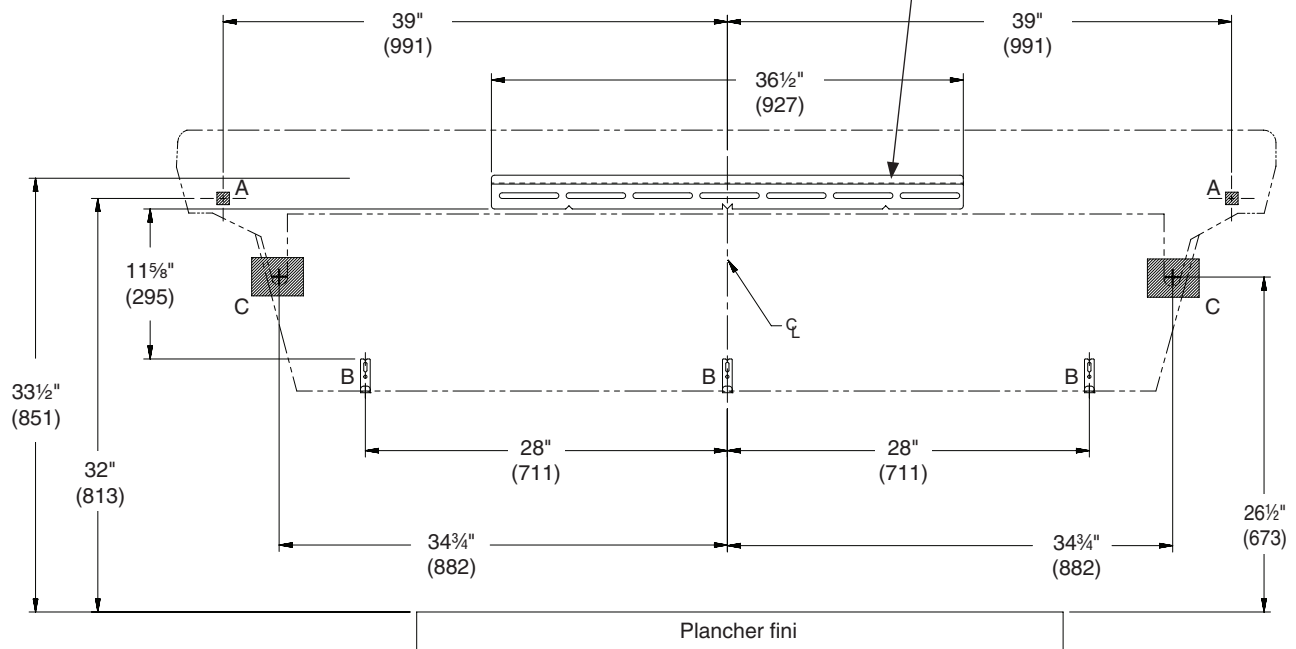 39"
(991)
39"
(991)
36½"
(927)
A
A
11⅝"
(295)
C
C
℄
33½"
(851)
B
B
B
28"
(711)
28"
(711)
32"
(813)
26½"
(673)
34¾"
(882)
34¾"
(882)
Plancher fini